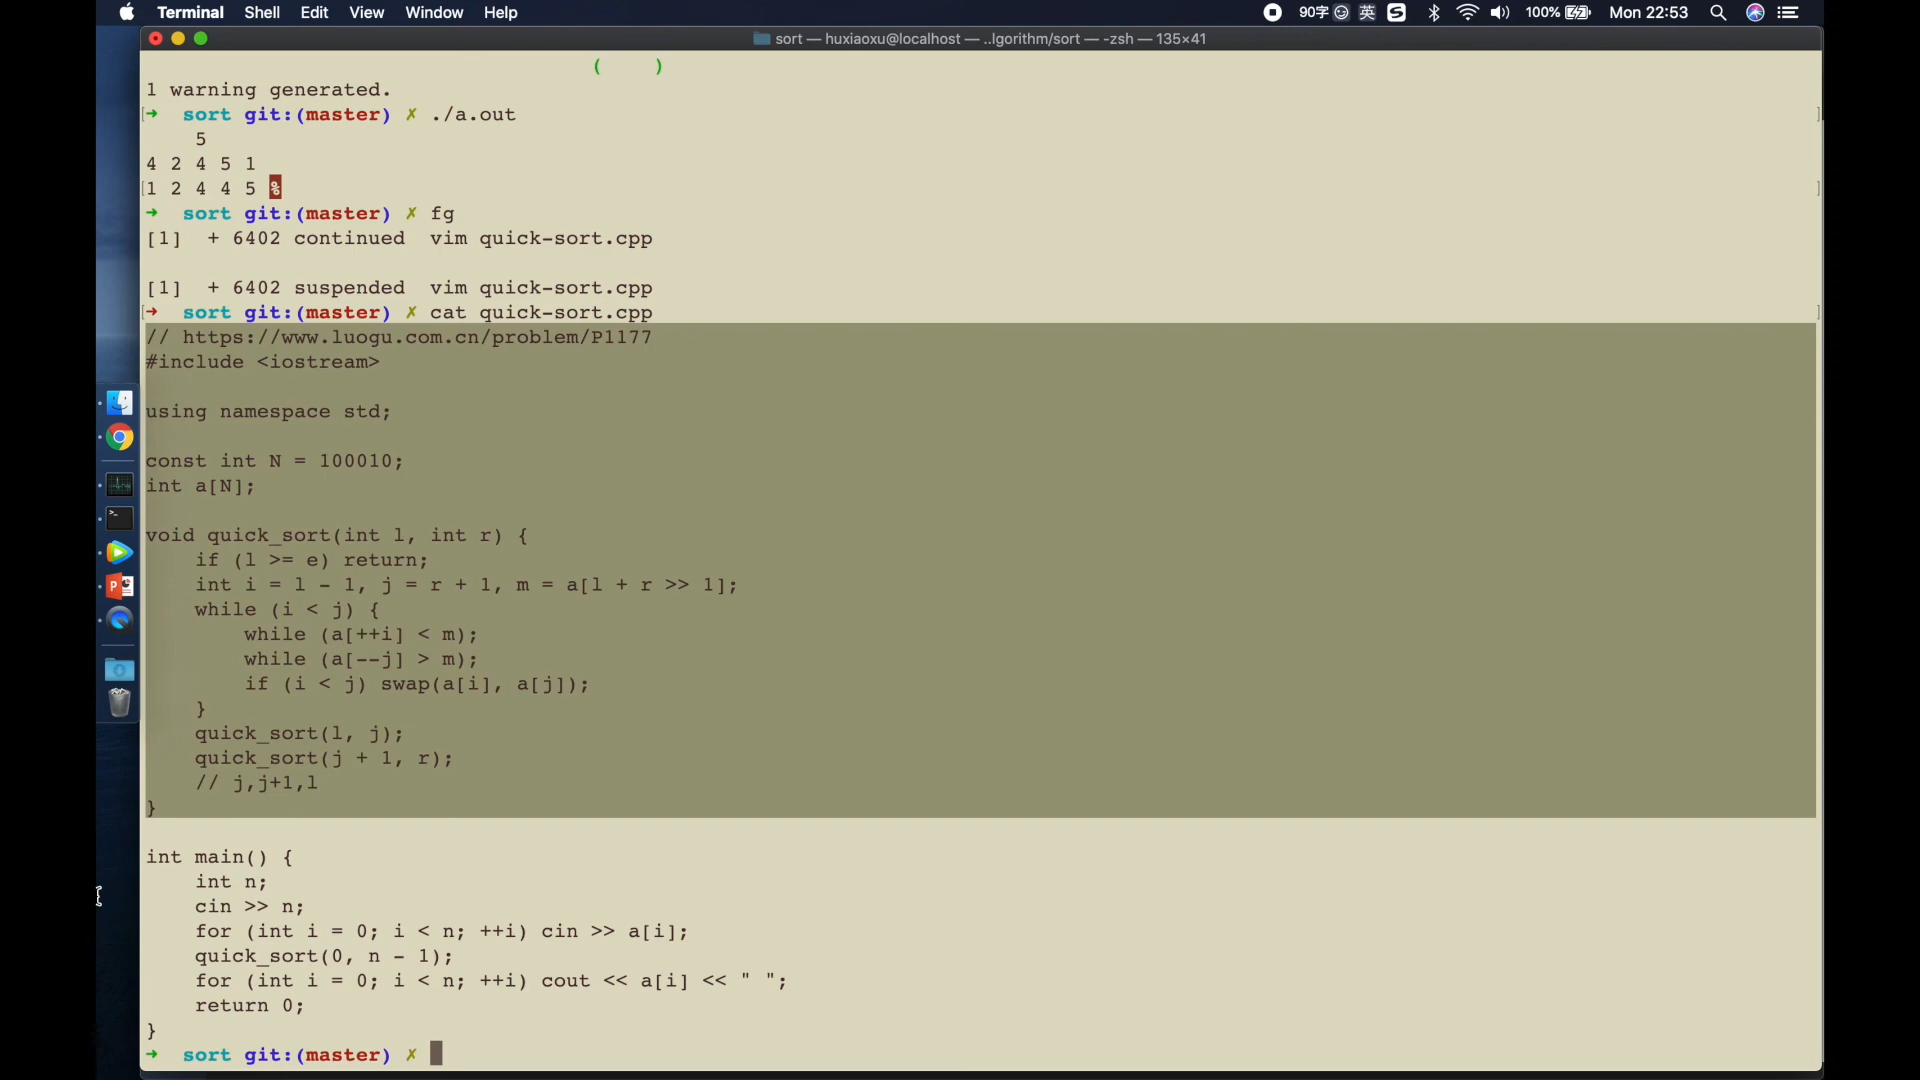 Terminal Shell Edit View Window Help 90字 英 S 100% Mon 22:53
sort — huxiaoxu@localhost — ..lgorithm/sort — -zsh — 135×41
( )
1 warning generated.
[➜ sort git:(master) ✗ ./a.out ]
5
4 2 4 5 1
[1 2 4 4 5 % ]
➜ sort git:(master) ✗ fg
[1] + 6402 continued vim quick-sort.cpp
[1] + 6402 suspended vim quick-sort.cpp
[➜ sort git:(master) ✗ cat quick-sort.cpp ]
// https://www.luogu.com.cn/problem/P1177
#include <iostream>
using namespace std;
const int N = 100010;
int a[N];
void quick_sort(int l, int r) {
if (l >= e) return;
int i = l - 1, j = r + 1, m = a[l + r >> 1];
while (i < j) {
while (a[++i] < m);
while (a[--j] > m);
if (i < j) swap(a[i], a[j]);
}
quick_sort(l, j);
quick_sort(j + 1, r);
// j,j+1,l
}
int main() {
int n;
cin >> n;
for (int i = 0; i < n; ++i) cin >> a[i];
quick_sort(0, n - 1);
for (int i = 0; i < n; ++i) cout << a[i] << " ";
return 0;
}
➜ sort git:(master) ✗